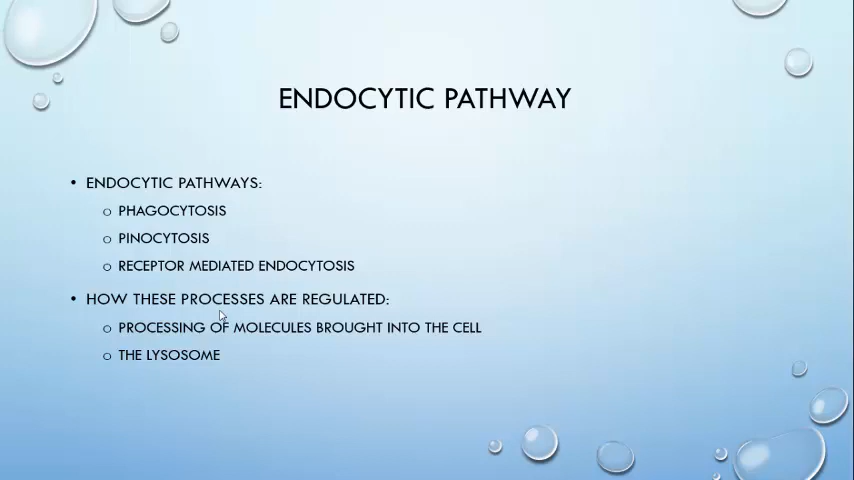 ENDOCYTIC PATHWAY
• ENDOCYTIC PATHWAYS:
o PHAGOCYTOSIS
o PINOCYTOSIS
o RECEPTOR MEDIATED ENDOCYTOSIS
• HOW THESE PROCESSES ARE REGULATED:
o PROCESSING OF MOLECULES BROUGHT INTO THE CELL
o THE LYSOSOME